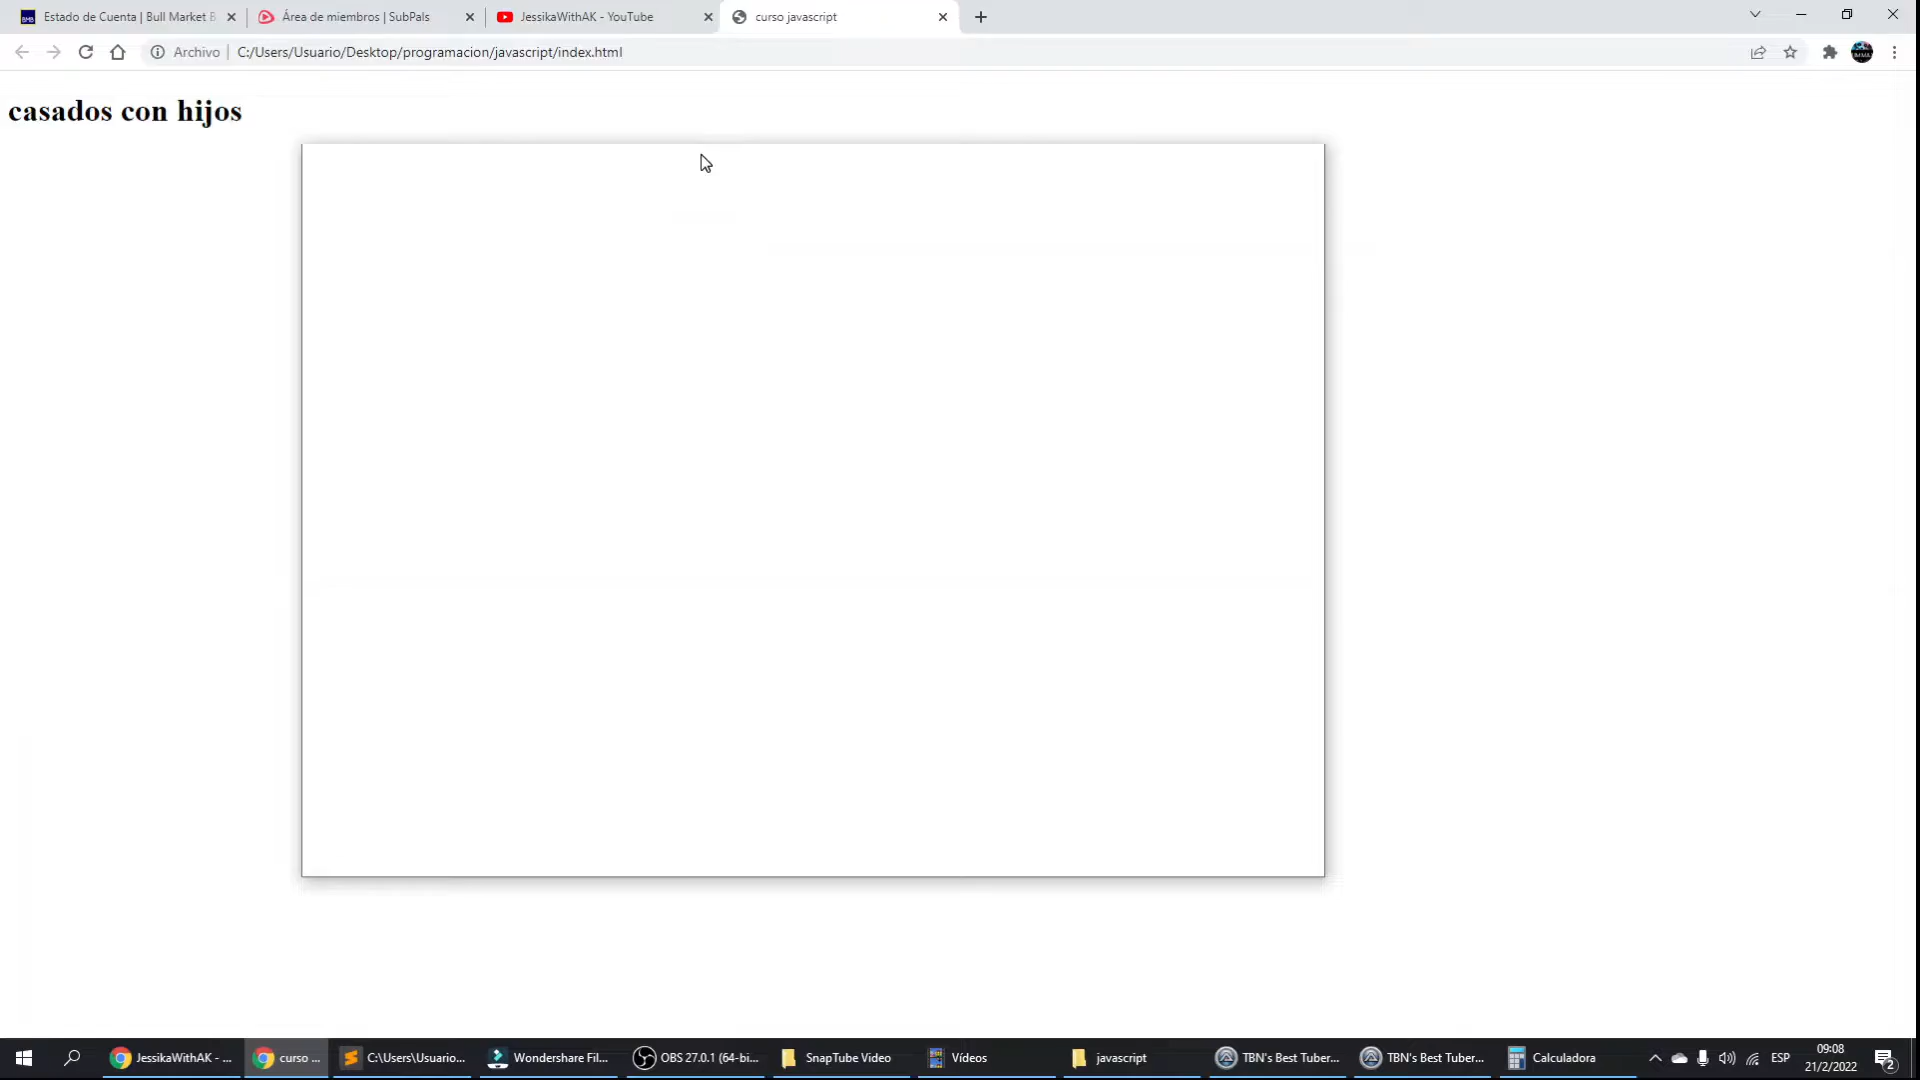 Estado de Cuenta | Bull Market B
Área de miembros | SubPals
JessikaWithAK - YouTube
curso javascript
Archivo
C:/Users/Usuario/Desktop/programacion/javascript/index.html
casados con hijos
JessikaWithAK - ...
curso ...
C:\Users\Usuario...
Wondershare Fil...
OBS 27.0.1 (64-bi...
SnapTube Video
Vídeos
javascript
TBN's Best Tuber...
TBN's Best Tuber...
Calculadora
ESP
09:08
21/2/2022
2